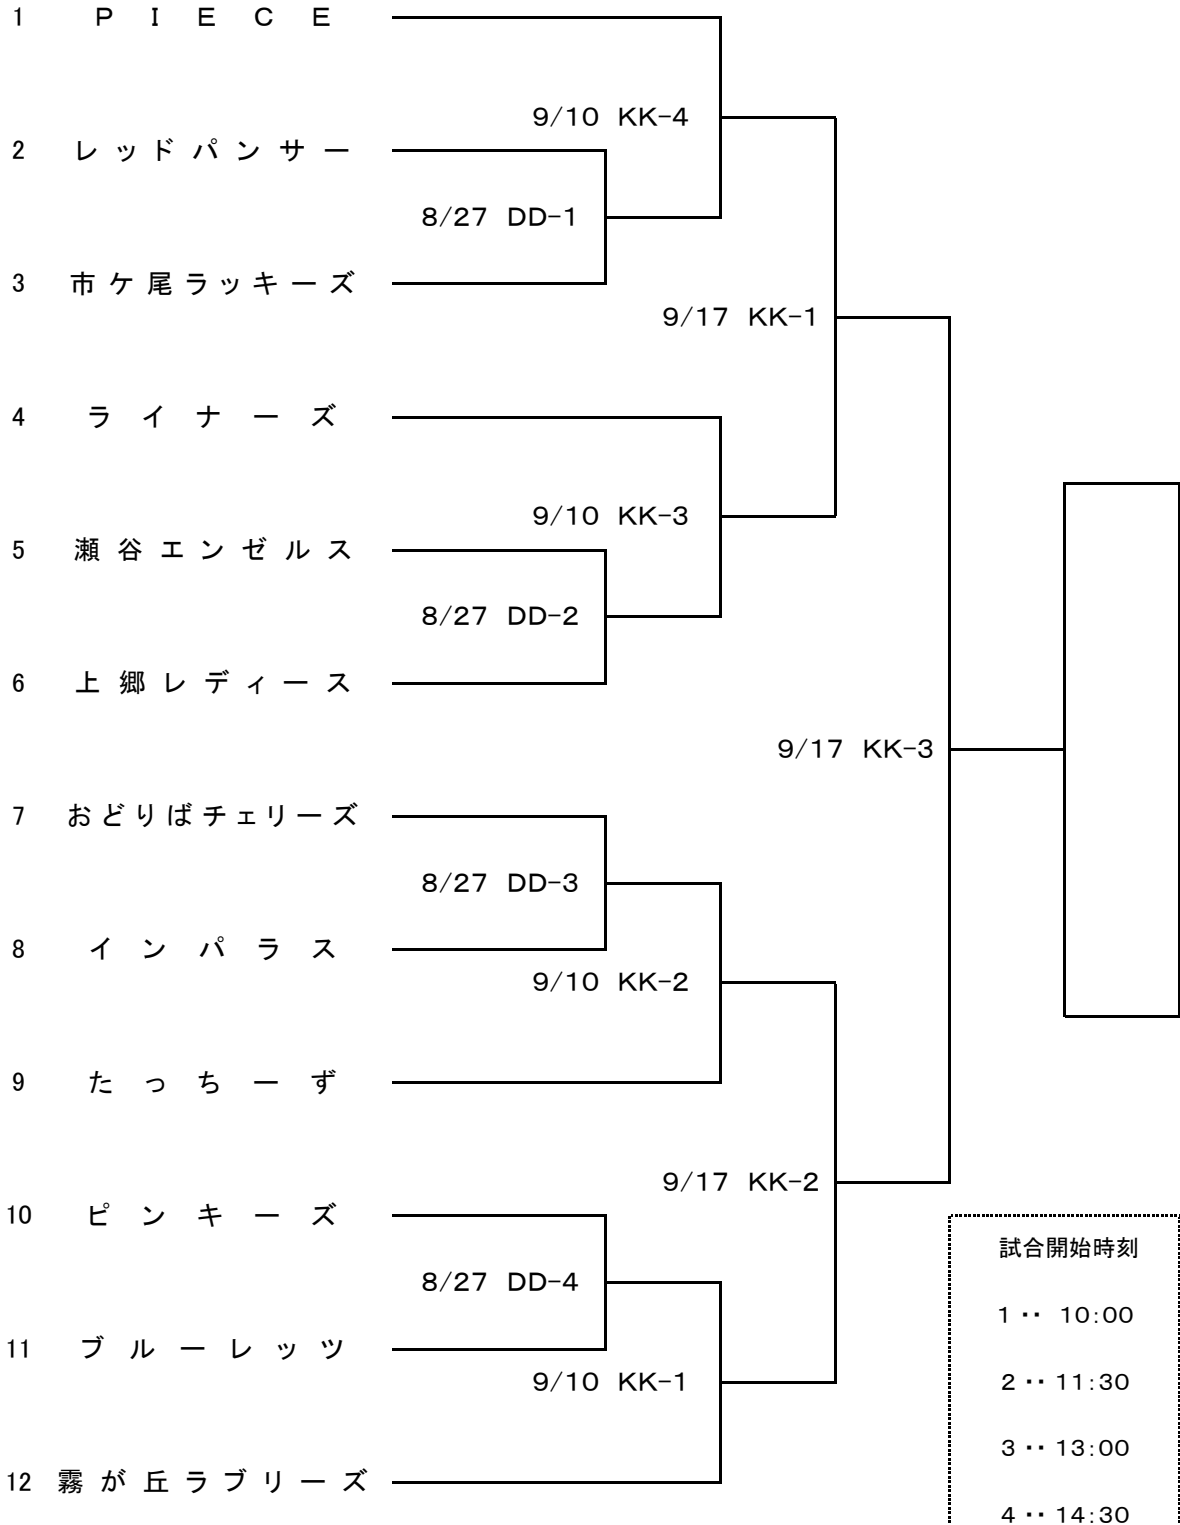 1 ＰＩＥＣＥ
9/10 KK-4
2 レッドパンサー
8/27 DD-1
3 市ケ尾ラッキーズ
9/17 KK-1
4 ライナーズ
9/10 KK-3
5 瀬谷エンゼルス
8/27 DD-2
6 上郷レディース
9/17 KK-3
7 おどりばチェリーズ
8/27 DD-3
8 インパラス
9/10 KK-2
9 たっちーず
9/17 KK-2
10 ピンキーズ
試合開始時刻
8/27 DD-4
1 ‥ 10:00
11 ブルーレッツ
9/10 KK-1
2 ‥ 11:30
3 ‥ 13:00
12 霧が丘ラブリーズ
4 ‥ 14:30